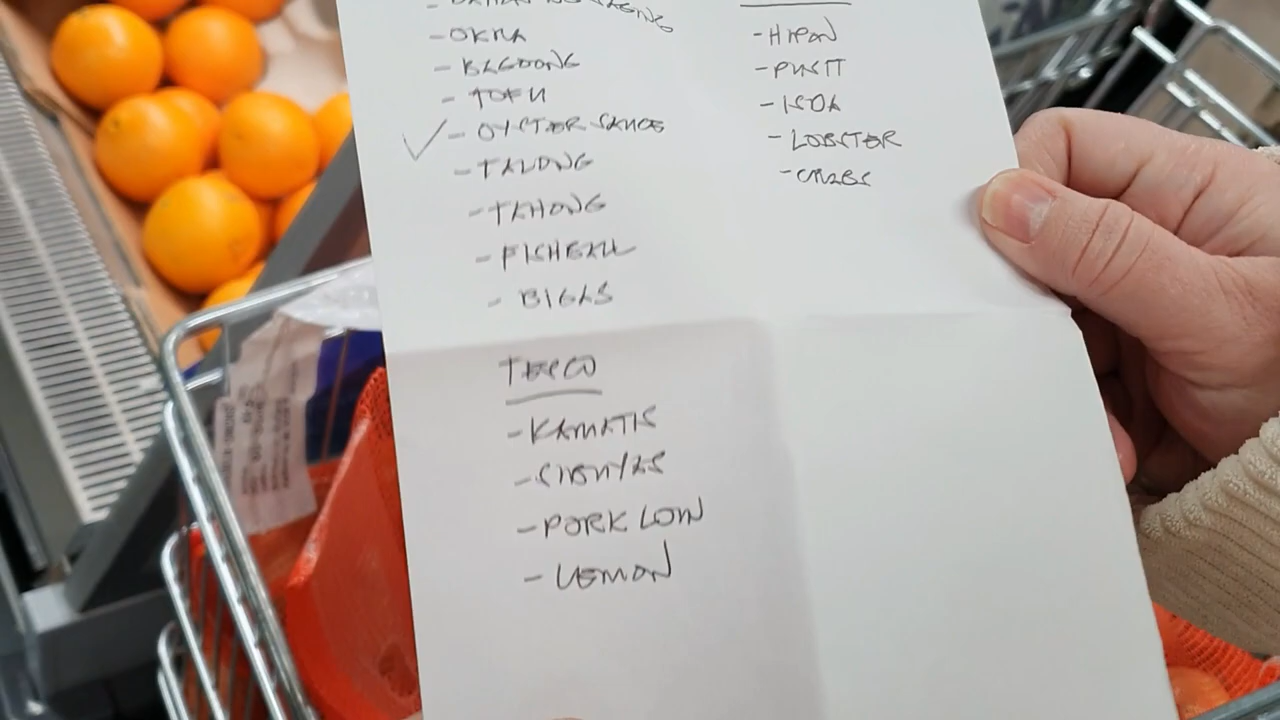 - OKRA
- BAGOONG
- TOFU
- OYSTER SAUCE
- TALONG
- TAHONG
- FISHBALL
- BIGAS
TESCO
- KAMATIS
- SIBUYAS
- PORK LOIN
- LEMON
- HIPON
- PUSIT
- ISDA
- LOBSTER
- CRABS